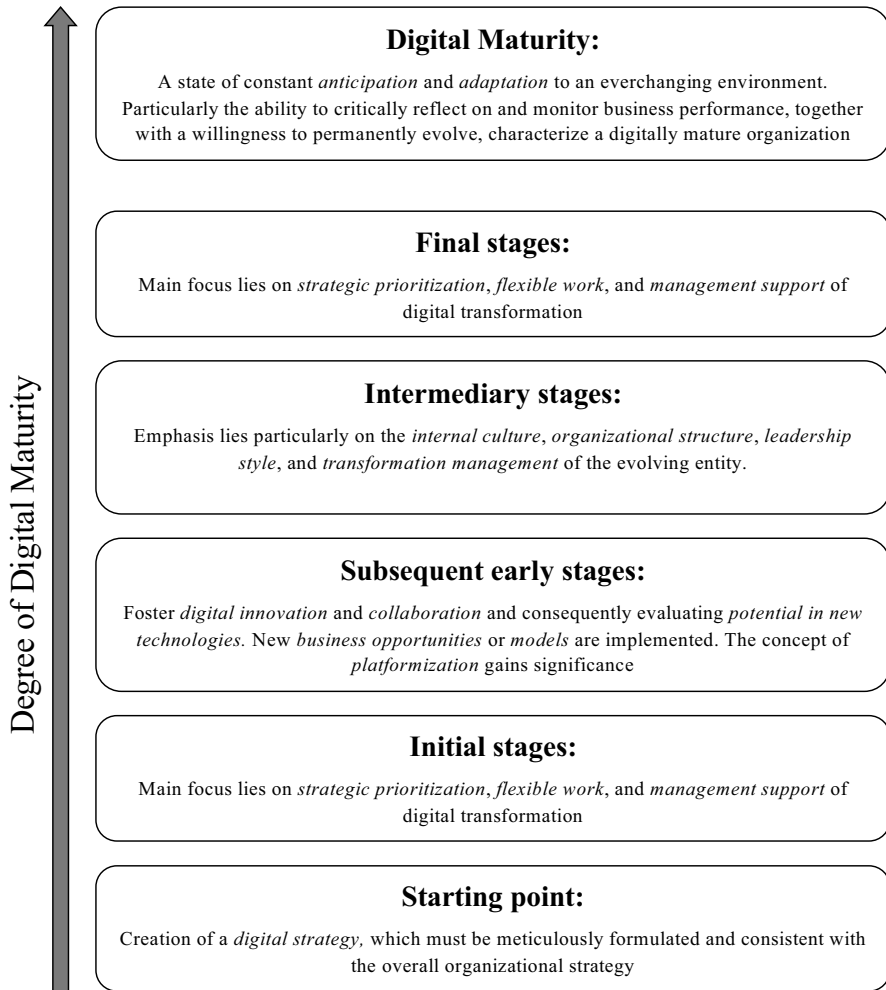 Degree of Digital Maturity
Digital Maturity:
A state of constant anticipation and adaptation to an everchanging environment.
Particularly the ability to critically reflect on and monitor business performance, together
with a willingness to permanently evolve, characterize a digitally mature organization
Final stages:
Main focus lies on strategic prioritization, flexible work, and management support of
digital transformation
Intermediary stages:
Emphasis lies particularly on the internal culture, organizational structure, leadership
style, and transformation management of the evolving entity.
Subsequent early stages:
Foster digital innovation and collaboration and consequently evaluating potential in new
technologies. New business opportunities or models are implemented. The concept of
platformization gains significance
Initial stages:
Main focus lies on strategic prioritization, flexible work, and management support of
digital transformation
Starting point:
Creation of a digital strategy, which must be meticulously formulated and consistent with
the overall organizational strategy